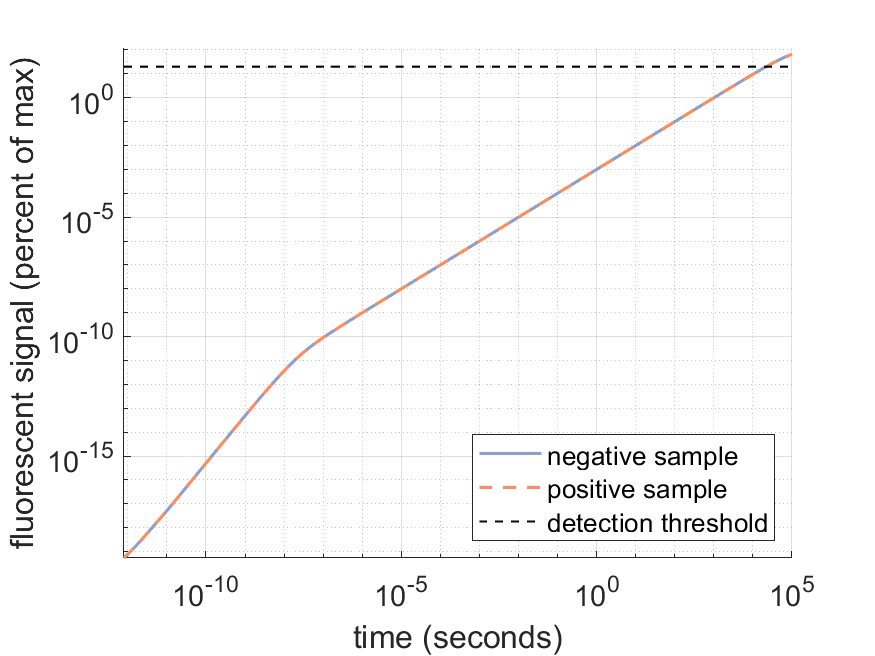 fluorescent signal (percent of max)
10^0
10^-5
10^-10
10^-15
negative sample
positive sample
detection threshold
10^-10
10^-5
10^0
10^5
time (seconds)